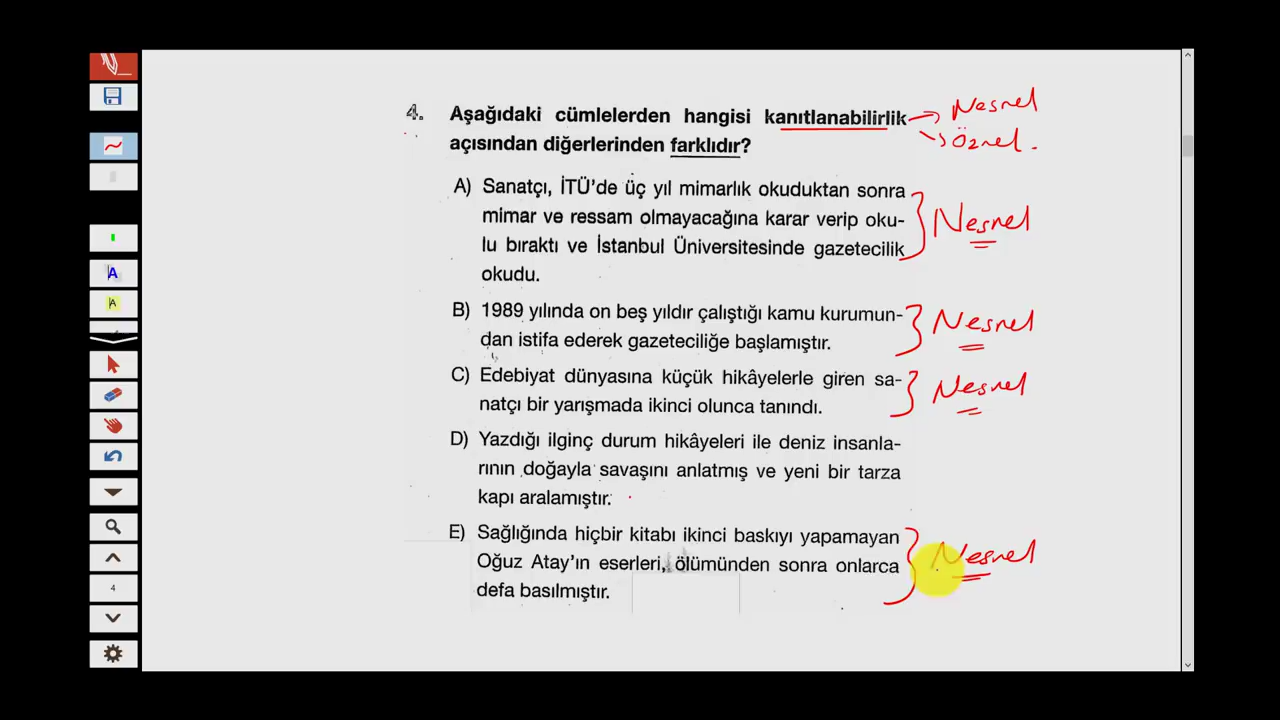 4. Aşağıdaki cümlelerden hangisi kanıtlanabilirlik → Nesnel
açısından diğerlerinden farklıdır? → Öznel.
A) Sanatçı, İTÜ'de üç yıl mimarlık okuduktan sonra
mimar ve ressam olmayacağına karar verip oku-
lu bıraktı ve İstanbul Üniversitesinde gazetecilik
okudu.
Nesnel
B) 1989 yılında on beş yıldır çalıştığı kamu kurumun-
dan istifa ederek gazeteciliğe başlamıştır.
Nesnel
C) Edebiyat dünyasına küçük hikâyelerle giren sa-
natçı bir yarışmada ikinci olunca tanındı.
Nesnel
D) Yazdığı ilginç durum hikâyeleri ile deniz insanla-
rının doğayla savaşını anlatmış ve yeni bir tarza
kapı aralamıştır.
E) Sağlığında hiçbir kitabı ikinci baskıyı yapamayan
Oğuz Atay'ın eserleri, ölümünden sonra onlarca
defa basılmıştır.
Nesnel
A
A
4